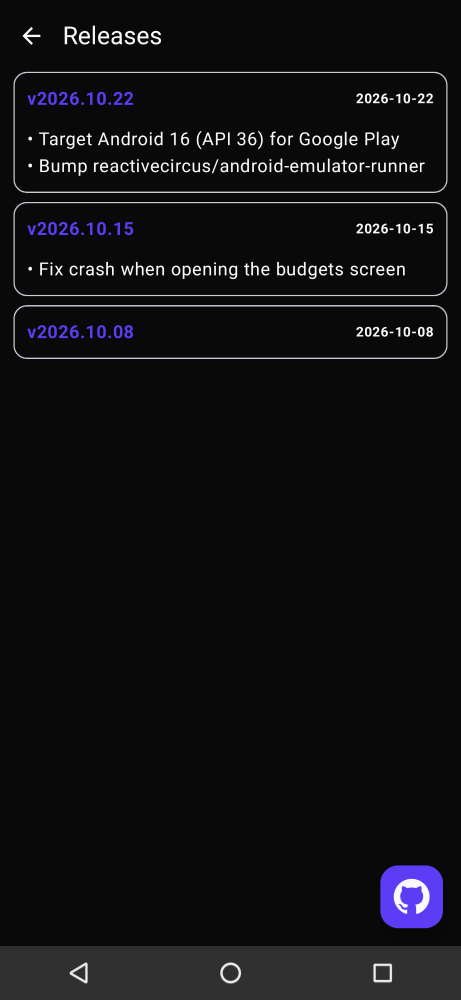 Releases
v2026.10.22 2026-10-22
• Target Android 16 (API 36) for Google Play
• Bump reactivecircus/android-emulator-runner
v2026.10.15 2026-10-15
• Fix crash when opening the budgets screen
v2026.10.08 2026-10-08